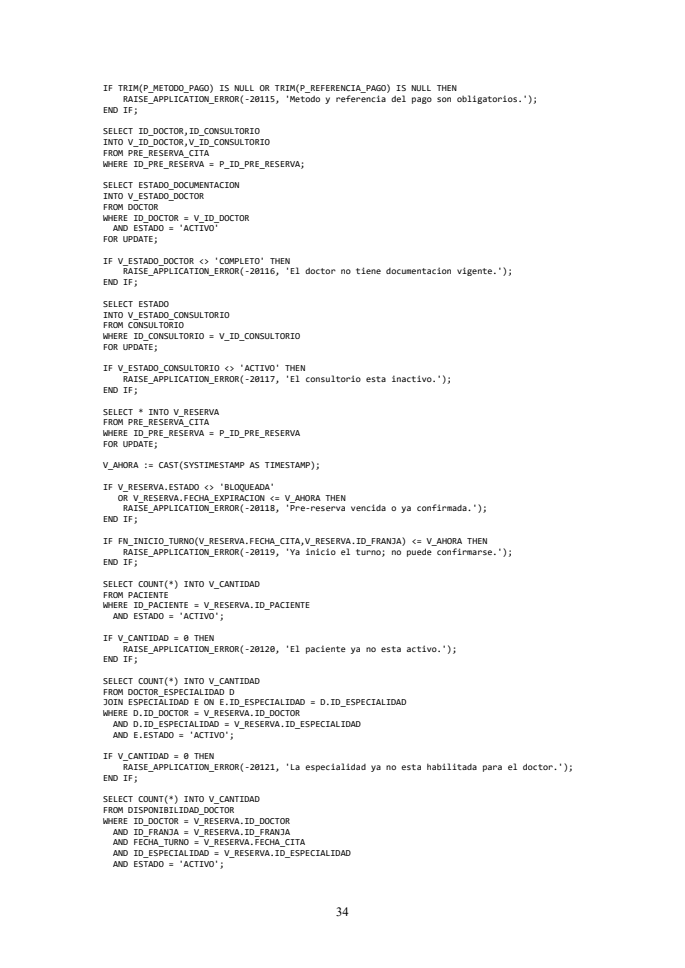 IF TRIM(P_METODO_PAGO) IS NULL OR TRIM(P_REFERENCIA_PAGO) IS NULL THEN
    RAISE_APPLICATION_ERROR(-20115, 'Metodo y referencia del pago son obligatorios.');
END IF;

SELECT ID_DOCTOR,ID_CONSULTORIO
INTO V_ID_DOCTOR,V_ID_CONSULTORIO
FROM PRE_RESERVA_CITA
WHERE ID_PRE_RESERVA = P_ID_PRE_RESERVA;

SELECT ESTADO_DOCUMENTACION
INTO V_ESTADO_DOCTOR
FROM DOCTOR
WHERE ID_DOCTOR = V_ID_DOCTOR
  AND ESTADO = 'ACTIVO'
FOR UPDATE;

IF V_ESTADO_DOCTOR <> 'COMPLETO' THEN
    RAISE_APPLICATION_ERROR(-20116, 'El doctor no tiene documentacion vigente.');
END IF;

SELECT ESTADO
INTO V_ESTADO_CONSULTORIO
FROM CONSULTORIO
WHERE ID_CONSULTORIO = V_ID_CONSULTORIO
FOR UPDATE;

IF V_ESTADO_CONSULTORIO <> 'ACTIVO' THEN
    RAISE_APPLICATION_ERROR(-20117, 'El consultorio esta inactivo.');
END IF;

SELECT * INTO V_RESERVA
FROM PRE_RESERVA_CITA
WHERE ID_PRE_RESERVA = P_ID_PRE_RESERVA
FOR UPDATE;

V_AHORA := CAST(SYSTIMESTAMP AS TIMESTAMP);

IF V_RESERVA.ESTADO <> 'BLOQUEADA'
   OR V_RESERVA.FECHA_EXPIRACION <= V_AHORA THEN
    RAISE_APPLICATION_ERROR(-20118, 'Pre-reserva vencida o ya confirmada.');
END IF;

IF FN_INICIO_TURNO(V_RESERVA.FECHA_CITA,V_RESERVA.ID_FRANJA) <= V_AHORA THEN
    RAISE_APPLICATION_ERROR(-20119, 'Ya inicio el turno; no puede confirmarse.');
END IF;

SELECT COUNT(*) INTO V_CANTIDAD
FROM PACIENTE
WHERE ID_PACIENTE = V_RESERVA.ID_PACIENTE
  AND ESTADO = 'ACTIVO';

IF V_CANTIDAD = 0 THEN
    RAISE_APPLICATION_ERROR(-20120, 'El paciente ya no esta activo.');
END IF;

SELECT COUNT(*) INTO V_CANTIDAD
FROM DOCTOR_ESPECIALIDAD D
JOIN ESPECIALIDAD E ON E.ID_ESPECIALIDAD = D.ID_ESPECIALIDAD
WHERE D.ID_DOCTOR = V_RESERVA.ID_DOCTOR
  AND D.ID_ESPECIALIDAD = V_RESERVA.ID_ESPECIALIDAD
  AND E.ESTADO = 'ACTIVO';

IF V_CANTIDAD = 0 THEN
    RAISE_APPLICATION_ERROR(-20121, 'La especialidad ya no esta habilitada para el doctor.');
END IF;

SELECT COUNT(*) INTO V_CANTIDAD
FROM DISPONIBILIDAD_DOCTOR
WHERE ID_DOCTOR = V_RESERVA.ID_DOCTOR
  AND ID_FRANJA = V_RESERVA.ID_FRANJA
  AND FECHA_TURNO = V_RESERVA.FECHA_CITA
  AND ID_ESPECIALIDAD = V_RESERVA.ID_ESPECIALIDAD
  AND ESTADO = 'ACTIVO';

34